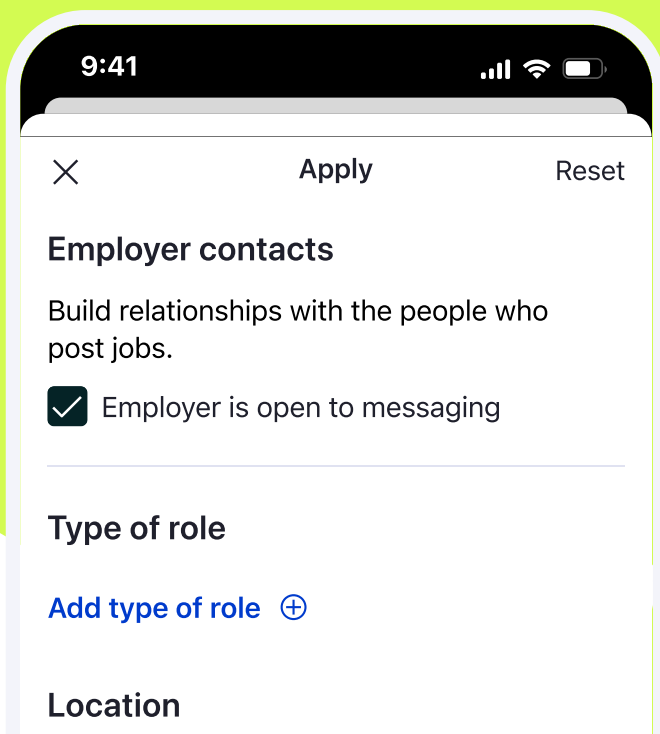 9:41
Apply
Reset
Employer contacts
Build relationships with the people who
post jobs.
Employer is open to messaging
Type of role
Add type of role
Location